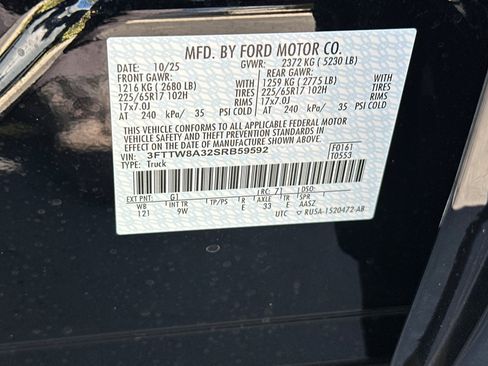 MFD. BY FORD MOTOR CO.
DATE: 10/25 GVWR: 2372 KG ( 5230 LB)
FRONT GAWR: REAR GAWR:
1216 KG ( 2680 LB) 1259 KG ( 2775 LB)
225/65R17 102H TIRES 225/65R17 102H TIRES
17x7.0J RIMS 17x7.0J RIMS
AT 240 kPa/ 35 PSI COLD AT 240 kPa/ 35 PSI COLD
THIS VEHICLE CONFORMS TO ALL APPLICABLE FEDERAL MOTOR
VEHICLE SAFETY AND THEFT PREVENTION STANDARDS IN EFFECT ON
THE DATE OF MANUFACTURE SHOWN ABOVE.
VIN: 3FTTW8A32SRB59592 F0161
TYPE: Truck T0553
EXT PNT: G1 RC: 71 DSO:
WB INT TR TP/PS R AXLE TR SPR
121 9W E 33 E AASZ
UTC RU5A-1520472-AB